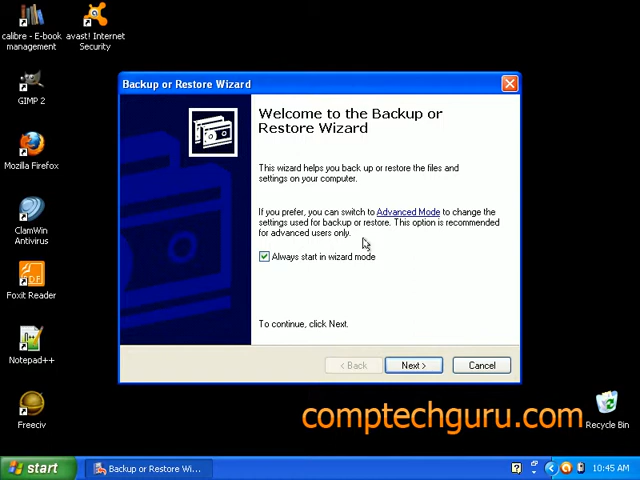 calibre - E-book
management
avast! Internet
Security
GIMP 2
Mozilla Firefox
ClamWin
Antivirus
Foxit Reader
Notepad++
Freeciv
Backup or Restore Wizard
Welcome to the Backup or
Restore Wizard
This wizard helps you back up or restore the files and
settings on your computer.
If you prefer, you can switch to Advanced Mode to change the
settings used for backup or restore. This option is recommended
for advanced users only.
Always start in wizard mode
To continue, click Next.
< Back
Next >
Cancel
comptechguru.com
Recycle Bin
start
Backup or Restore Wi...
?
10:45 AM